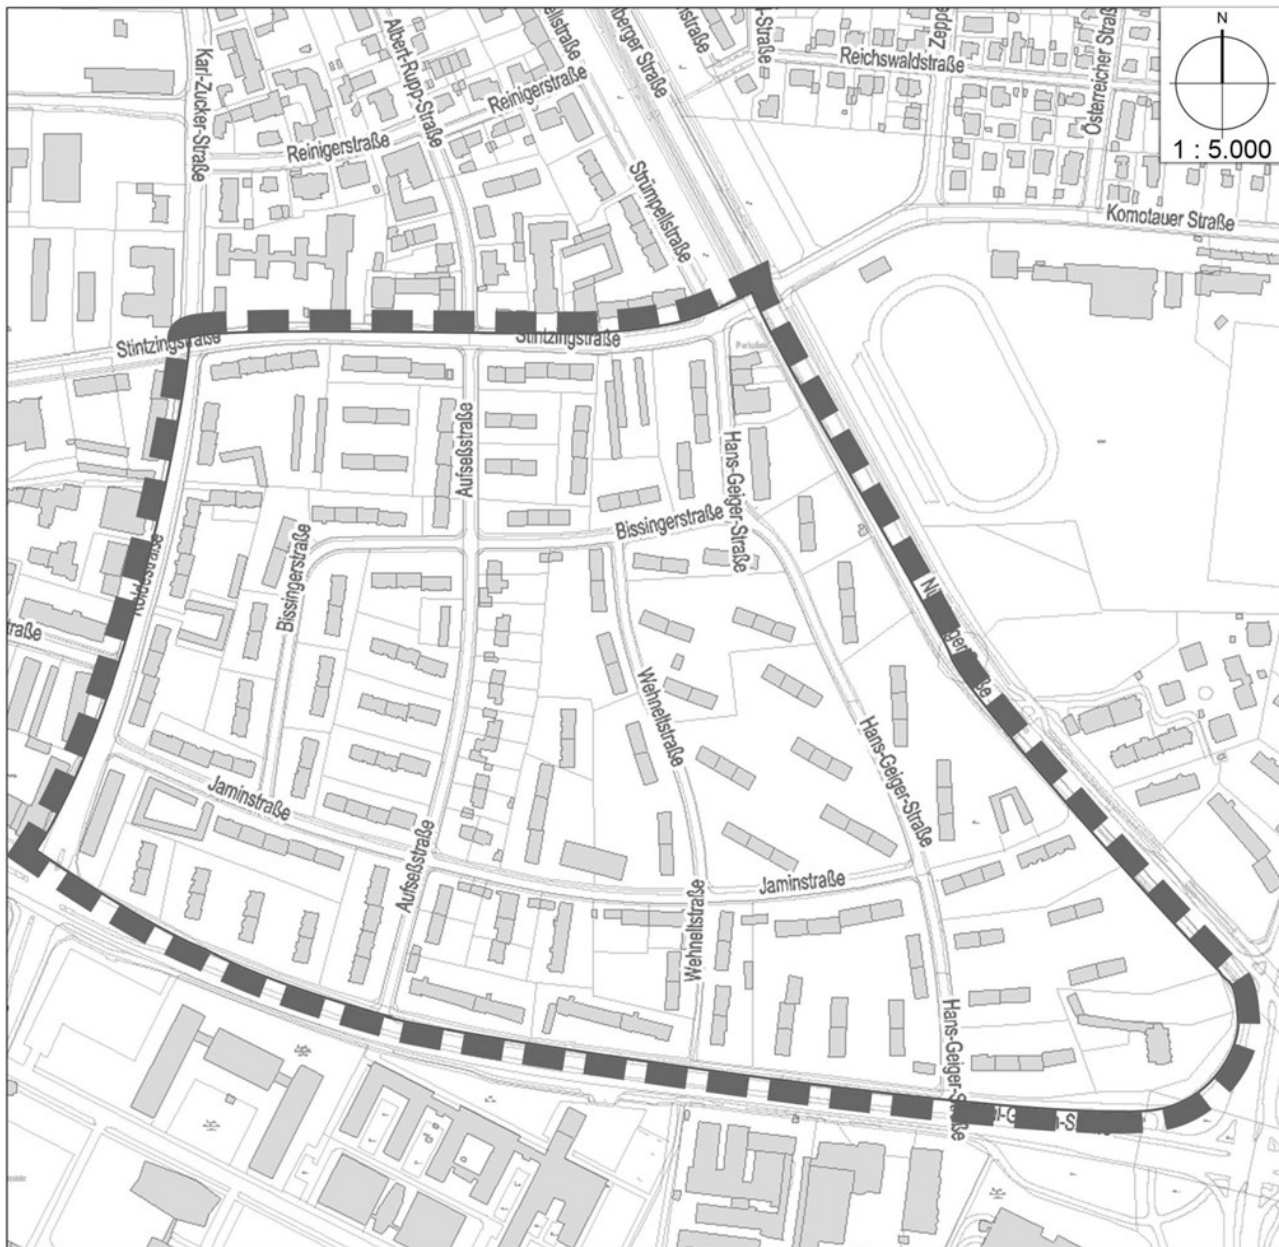 N
1 : 5.000
Karl-Zucker-Straße
Albert-Rupp-Straße
Reichswaldstraße
Österreicher Straße
Reinigerstraße
Reinigerstraße
Strümpellstraße
Komotauer Straße
Stintzingstraße
Stintzingstraße
Aufseßstraße
Hans-Geiger-Straße
Bissingerstraße
Bissingerstraße
Wehneltstraße
Hans-Geiger-Straße
Jaminstraße
Aufseßstraße
Jaminstraße
Wehneltstraße
Hans-Geiger-Straße